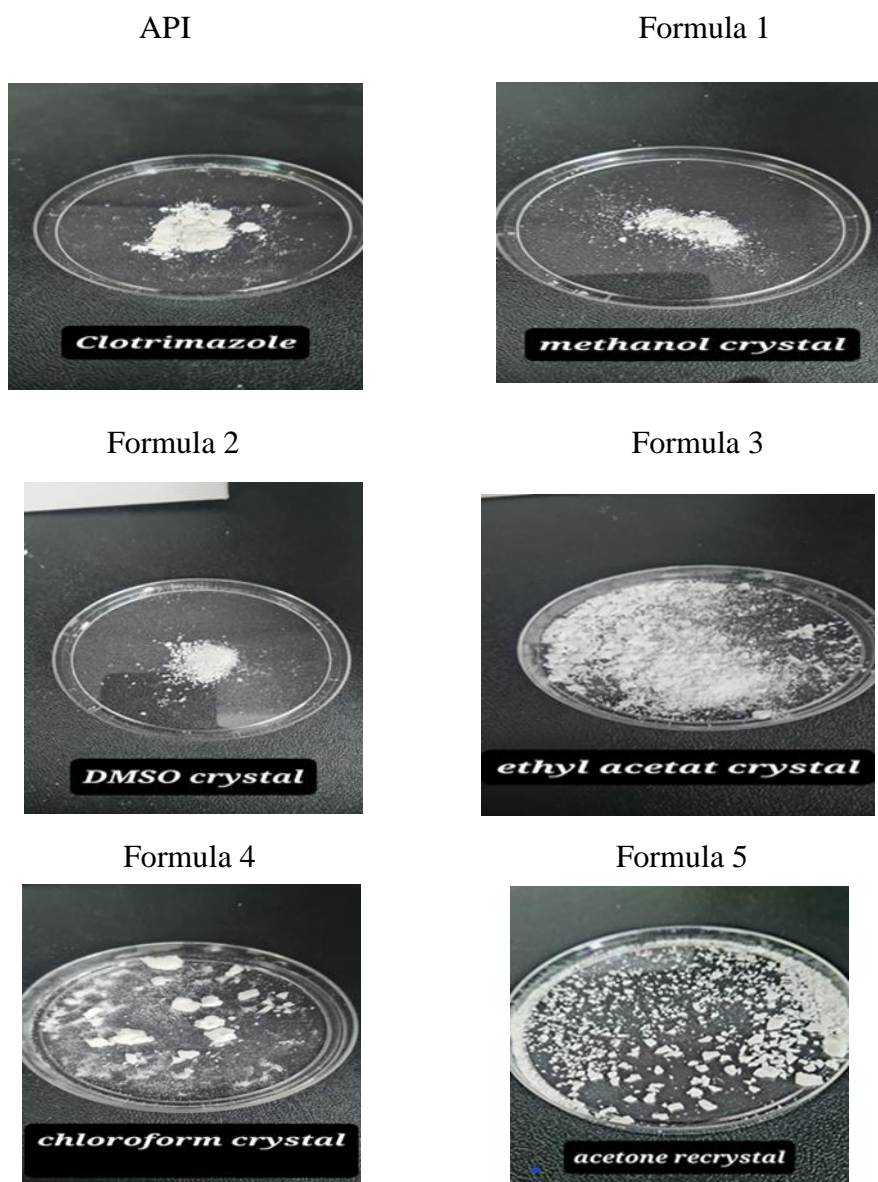 API
Formula 1
Clotrimazole
methanol crystal
Formula 2
Formula 3
DMSO crystal
ethyl acetat crystal
Formula 4
Formula 5
chloroform crystal
acetone recrystal